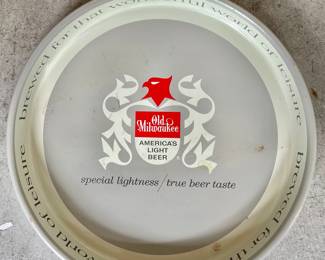 brewed for that wonderful world of leisure
Old
Milwaukee
AMERICA'S
LIGHT
BEER
special lightness / true beer taste
world of leisure
brewed for th